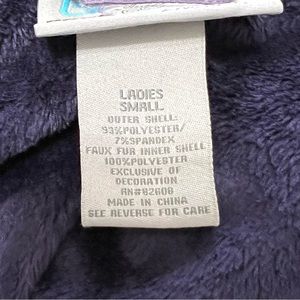 LADIES
SMALL
OUTER SHELL:
93%POLYESTER/
7%SPANDEX
FAUX FUR INNER SHELL
100%POLYESTER
EXCLUSIVE OF
DECORATION
RN#82608
MADE IN CHINA
SEE REVERSE FOR CARE